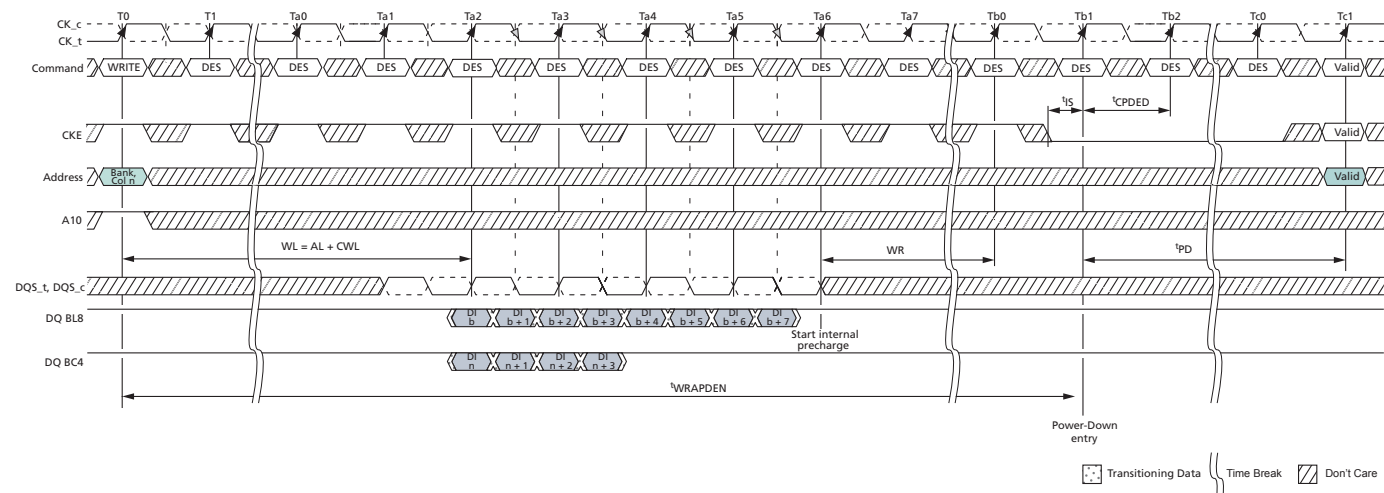 T0 T1 Ta0 Ta1 Ta2 Ta3 Ta4 Ta5 Ta6 Ta7 Tb0 Tb1 Tb2 Tc0 Tc1
CK_c
CK_t
Command WRITE DES DES DES DES DES DES DES DES DES DES DES DES DES Valid
tIS tCPDED
CKE Valid
Address Bank, Col n Valid
A10
WL = AL + CWL WR tPD
DQS_t, DQS_c
DQ BL8 DI b DI b + 1 DI b + 2 DI b + 3 DI b + 4 DI b + 5 DI b + 6 DI b + 7
Start internal
precharge
DQ BC4 DI n DI n + 1 DI n + 2 DI n + 3
tWRAPDEN
Power-Down
entry
Transitioning Data Time Break Don't Care